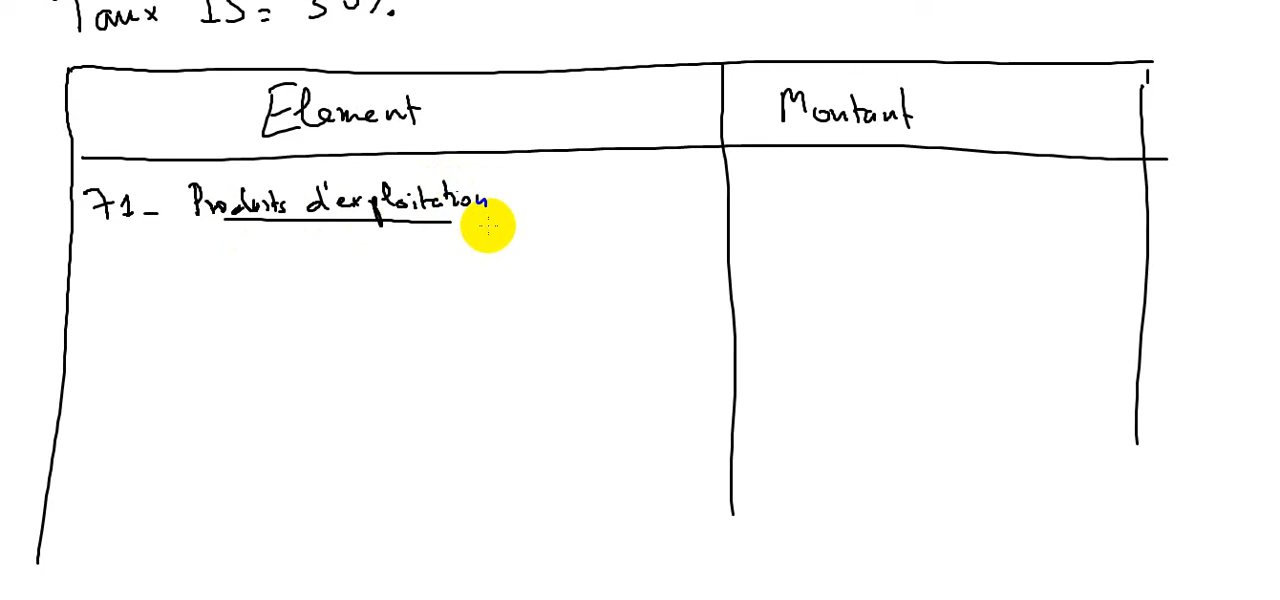 Taux IS = 30%.
Element Montant
71- Produits d'exploitation